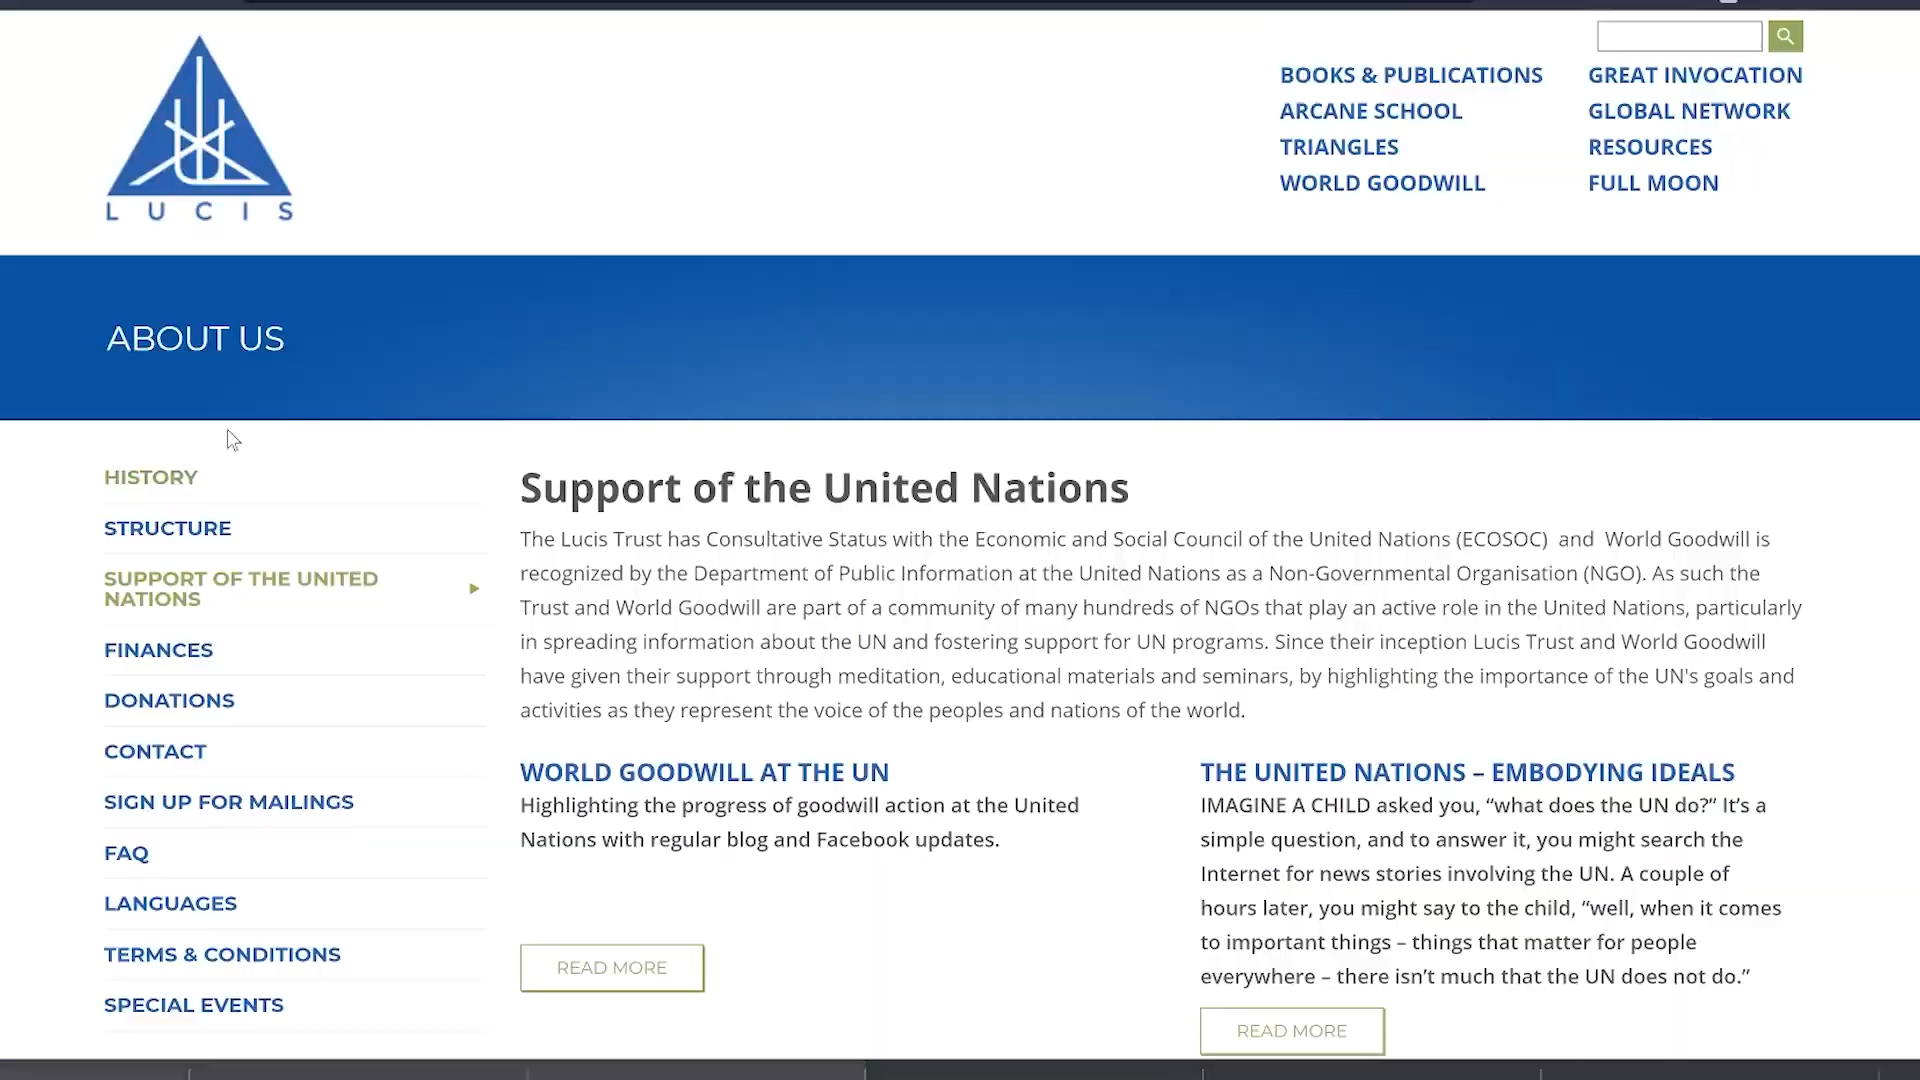 LUCIS
BOOKS & PUBLICATIONS
ARCANE SCHOOL
TRIANGLES
WORLD GOODWILL
GREAT INVOCATION
GLOBAL NETWORK
RESOURCES
FULL MOON
ABOUT US
HISTORY
STRUCTURE
SUPPORT OF THE UNITED
NATIONS
FINANCES
DONATIONS
CONTACT
SIGN UP FOR MAILINGS
FAQ
LANGUAGES
TERMS & CONDITIONS
SPECIAL EVENTS
Support of the United Nations
The Lucis Trust has Consultative Status with the Economic and Social Council of the United Nations (ECOSOC) and World Goodwill is
recognized by the Department of Public Information at the United Nations as a Non-Governmental Organisation (NGO). As such the
Trust and World Goodwill are part of a community of many hundreds of NGOs that play an active role in the United Nations, particularly
in spreading information about the UN and fostering support for UN programs. Since their inception Lucis Trust and World Goodwill
have given their support through meditation, educational materials and seminars, by highlighting the importance of the UN's goals and
activities as they represent the voice of the peoples and nations of the world.
WORLD GOODWILL AT THE UN
Highlighting the progress of goodwill action at the United
Nations with regular blog and Facebook updates.
READ MORE
THE UNITED NATIONS – EMBODYING IDEALS
IMAGINE A CHILD asked you, “what does the UN do?” It’s a
simple question, and to answer it, you might search the
Internet for news stories involving the UN. A couple of
hours later, you might say to the child, “well, when it comes
to important things – things that matter for people
everywhere – there isn’t much that the UN does not do.”
READ MORE